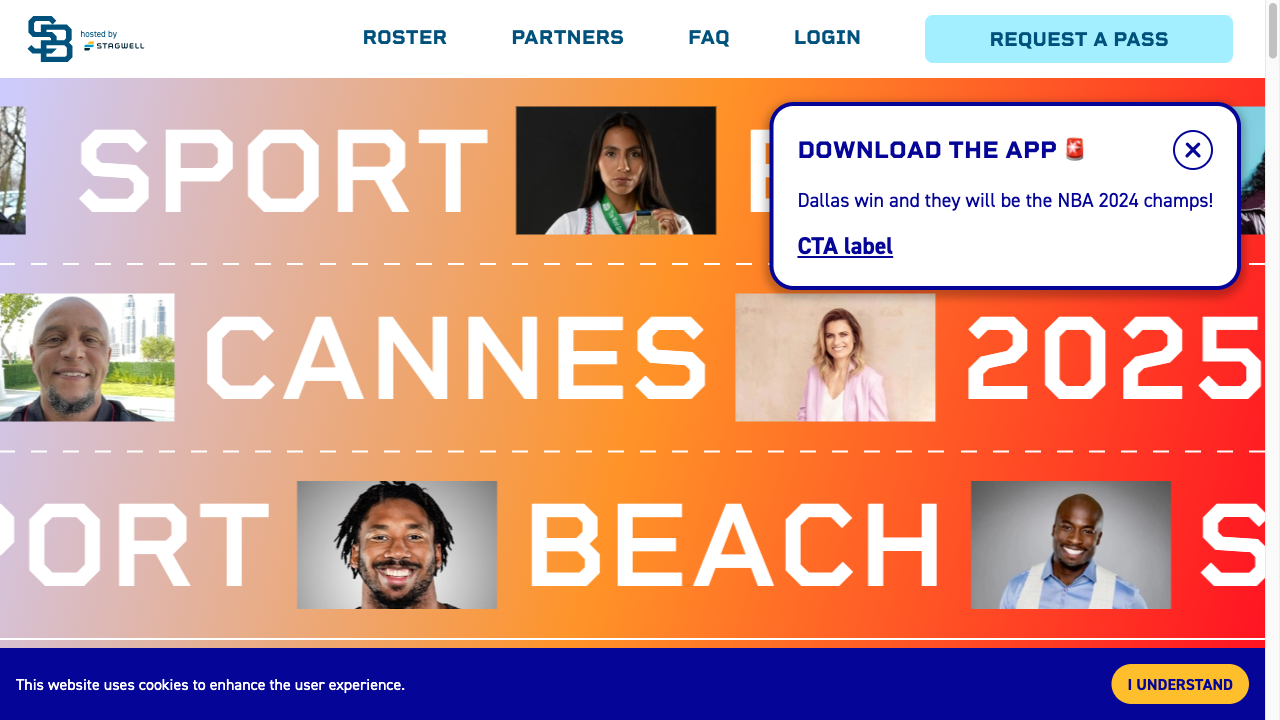 SB hosted by
STAGWELL
ROSTER PARTNERS FAQ LOGIN REQUEST A PASS
SPORT
DOWNLOAD THE APP 🚨
Dallas win and they will be the NBA 2024 champs!
CTA label
CANNES 2025
PORT BEACH S
This website uses cookies to enhance the user experience. I UNDERSTAND